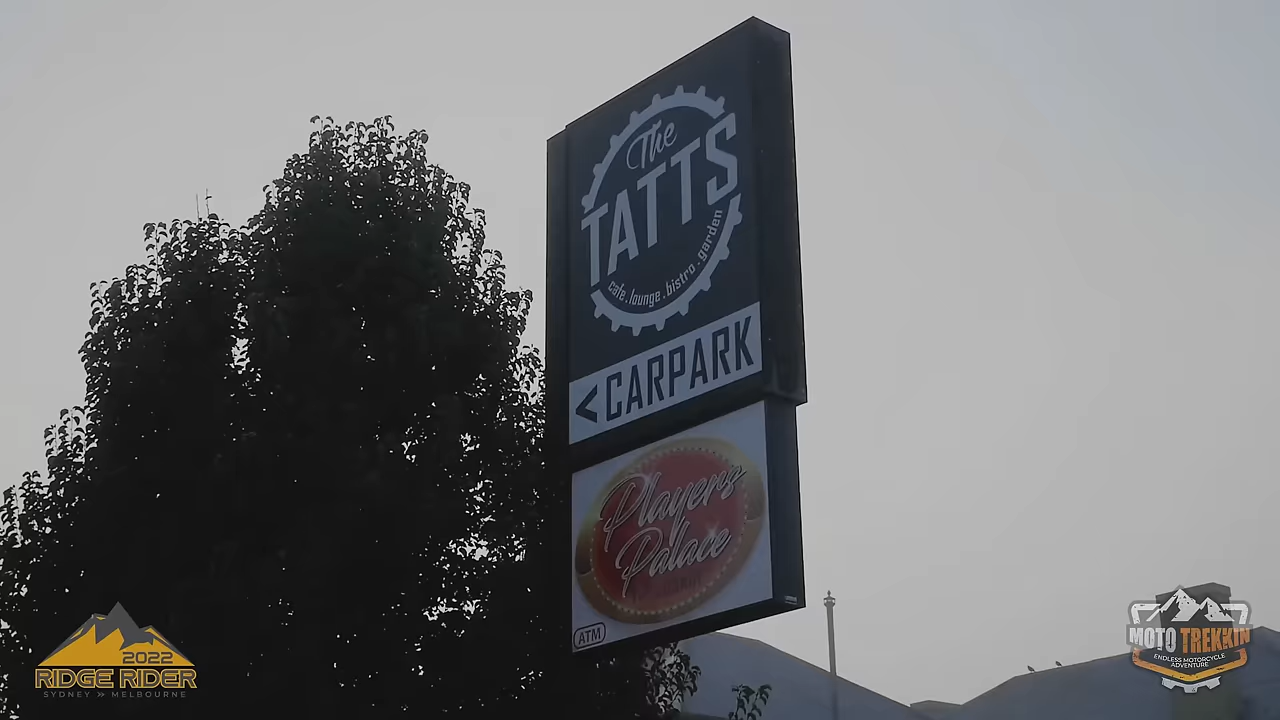 The
TATTS
cafe.lounge.bistro.garden
<CARPARK
Players
Palace
ATM
2022
RIDGE RIDER
SYDNEY >> MELBOURNE
MOTO TREKKIN
ENDLESS MOTORCYCLE
ADVENTURE